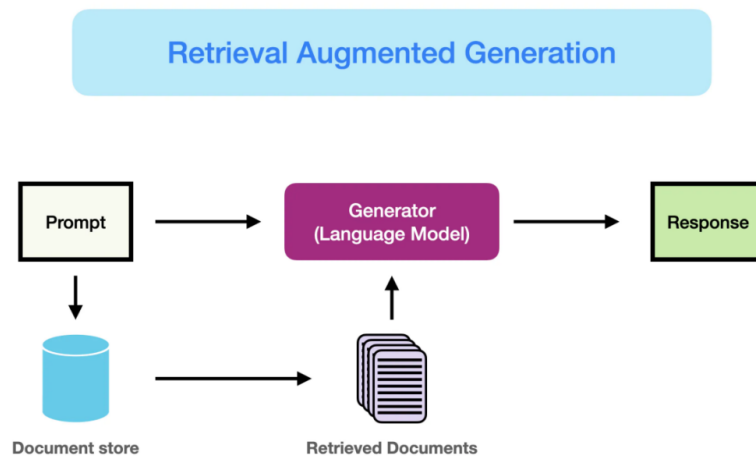 Retrieval Augmented Generation
Prompt
Generator
(Language Model)
Response
Document store
Retrieved Documents